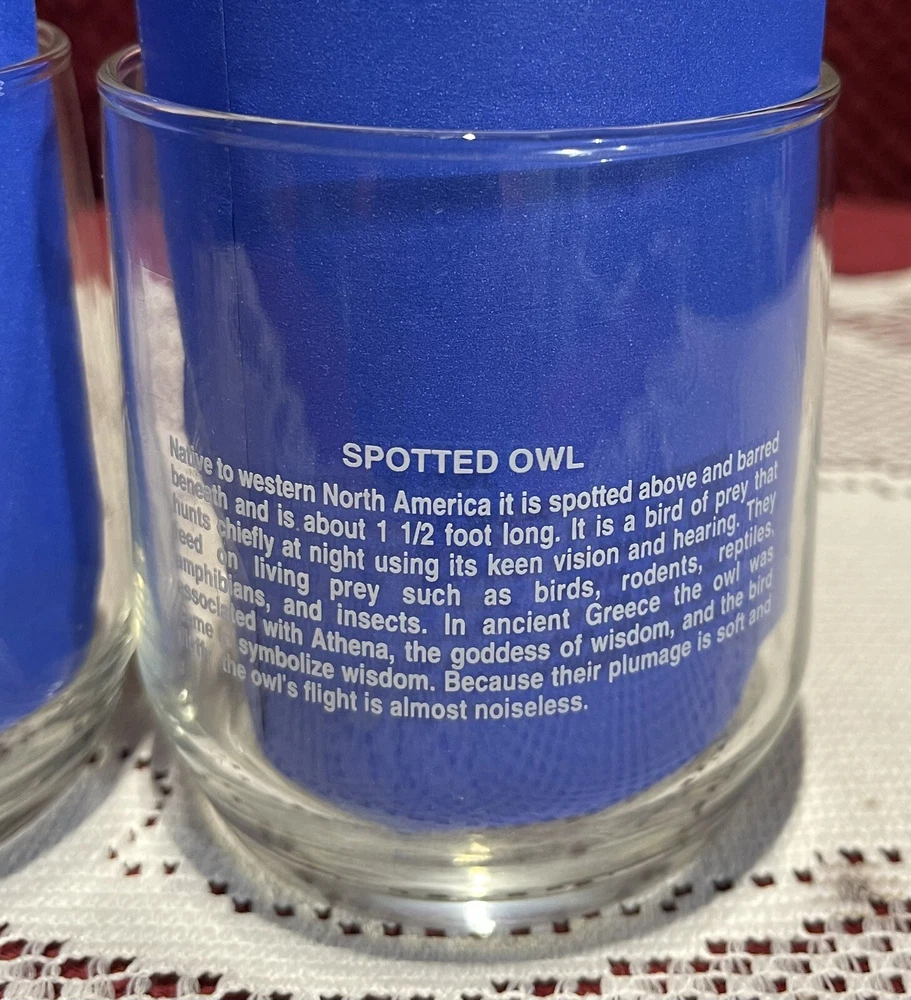 SPOTTED OWL
Native to western North America it is spotted above and barred
beneath and is about 1 1/2 foot long. It is a bird of prey that
hunts chiefly at night using its keen vision and hearing. They
feed on living prey such as birds, rodents, reptiles,
amphibians, and insects. In ancient Greece the owl was
associated with Athena, the goddess of wisdom, and the bird
came symbolize wisdom. Because their plumage is soft and
the owl's flight is almost noiseless.